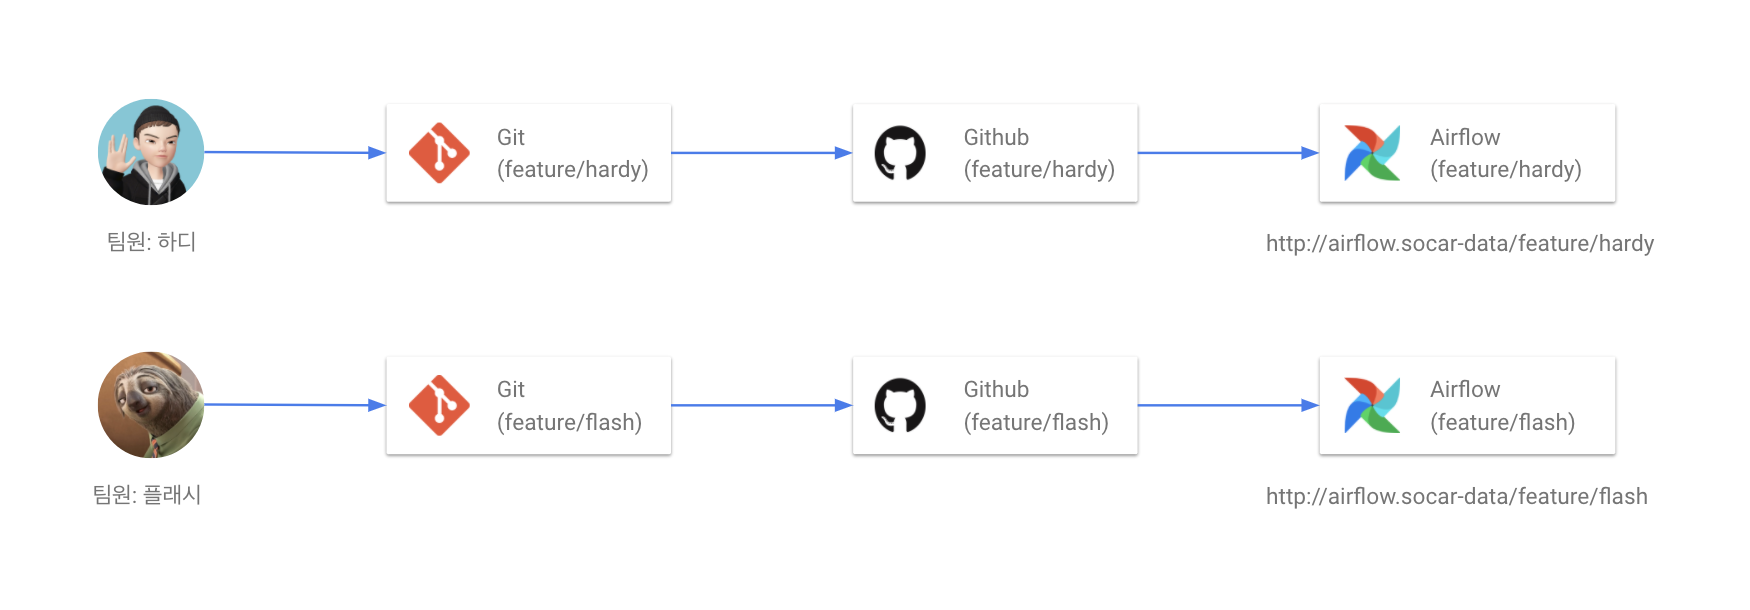 Git
(feature/hardy)
Github
(feature/hardy)
Airflow
(feature/hardy)
팀원: 하디
http://airflow.socar-data/feature/hardy
Git
(feature/flash)
Github
(feature/flash)
Airflow
(feature/flash)
팀원: 플래시
http://airflow.socar-data/feature/flash